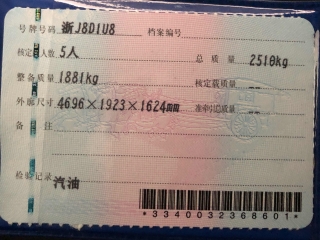 号牌号码 浙J8D1U8 档案编号
核定人数 5人 总质量 2510kg
整备质量 1881kg 核定载质量 --
外廓尺寸 4696×1923×1624mm 准牵引总质量 --
备注
检验记录 汽油
*3340032368601*